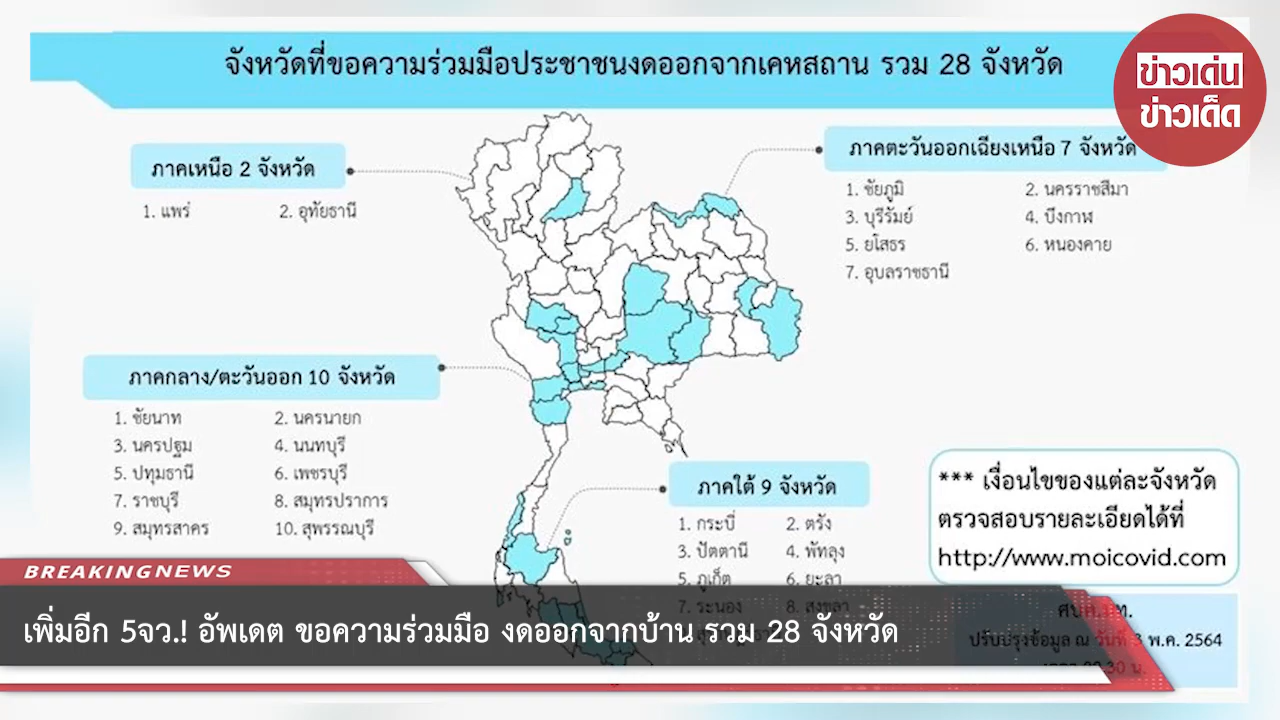 จังหวัดที่ขอความร่วมมือประชาชนงดออกจากเคหสถาน รวม 28 จังหวัด
ข่าวเด่น
ข่าวเด็ด
ภาคเหนือ 2 จังหวัด
1. แพร่ 2. อุทัยธานี
ภาคตะวันออกเฉียงเหนือ 7 จังหวัด
1. ชัยภูมิ 2. นครราชสีมา
3. บุรีรัมย์ 4. บึงกาฬ
5. ยโสธร 6. หนองคาย
7. อุบลราชธานี
ภาคกลาง/ตะวันออก 10 จังหวัด
1. ชัยนาท 2. นครนายก
3. นครปฐม 4. นนทบุรี
5. ปทุมธานี 6. เพชรบุรี
7. ราชบุรี 8. สมุทรปราการ
9. สมุทรสาคร 10. สุพรรณบุรี
ภาคใต้ 9 จังหวัด
1. กระบี่ 2. ตรัง
3. ปัตตานี 4. พัทลุง
5. ภูเก็ต 6. ยะลา
7. ระนอง 8. สงขลา
*** เงื่อนไขของแต่ละจังหวัด
ตรวจสอบรายละเอียดได้ที่
http://www.moicovid.com
ปรับปรุงข้อมูล ณ วันที่ 3 พ.ค. 2564
BREAKING NEWS
เพิ่มอีก 5จว.! อัพเดต ขอความร่วมมือ งดออกจากบ้าน รวม 28 จังหวัด